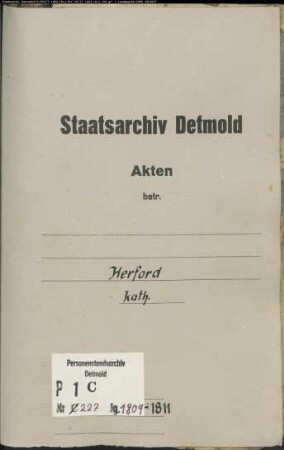 Staatsarchiv Detmold
Akten
betr.
Herford
kath.
Personenstandsarchiv
Detmold
P 1 C
Nr 222 Jg 1809-1811